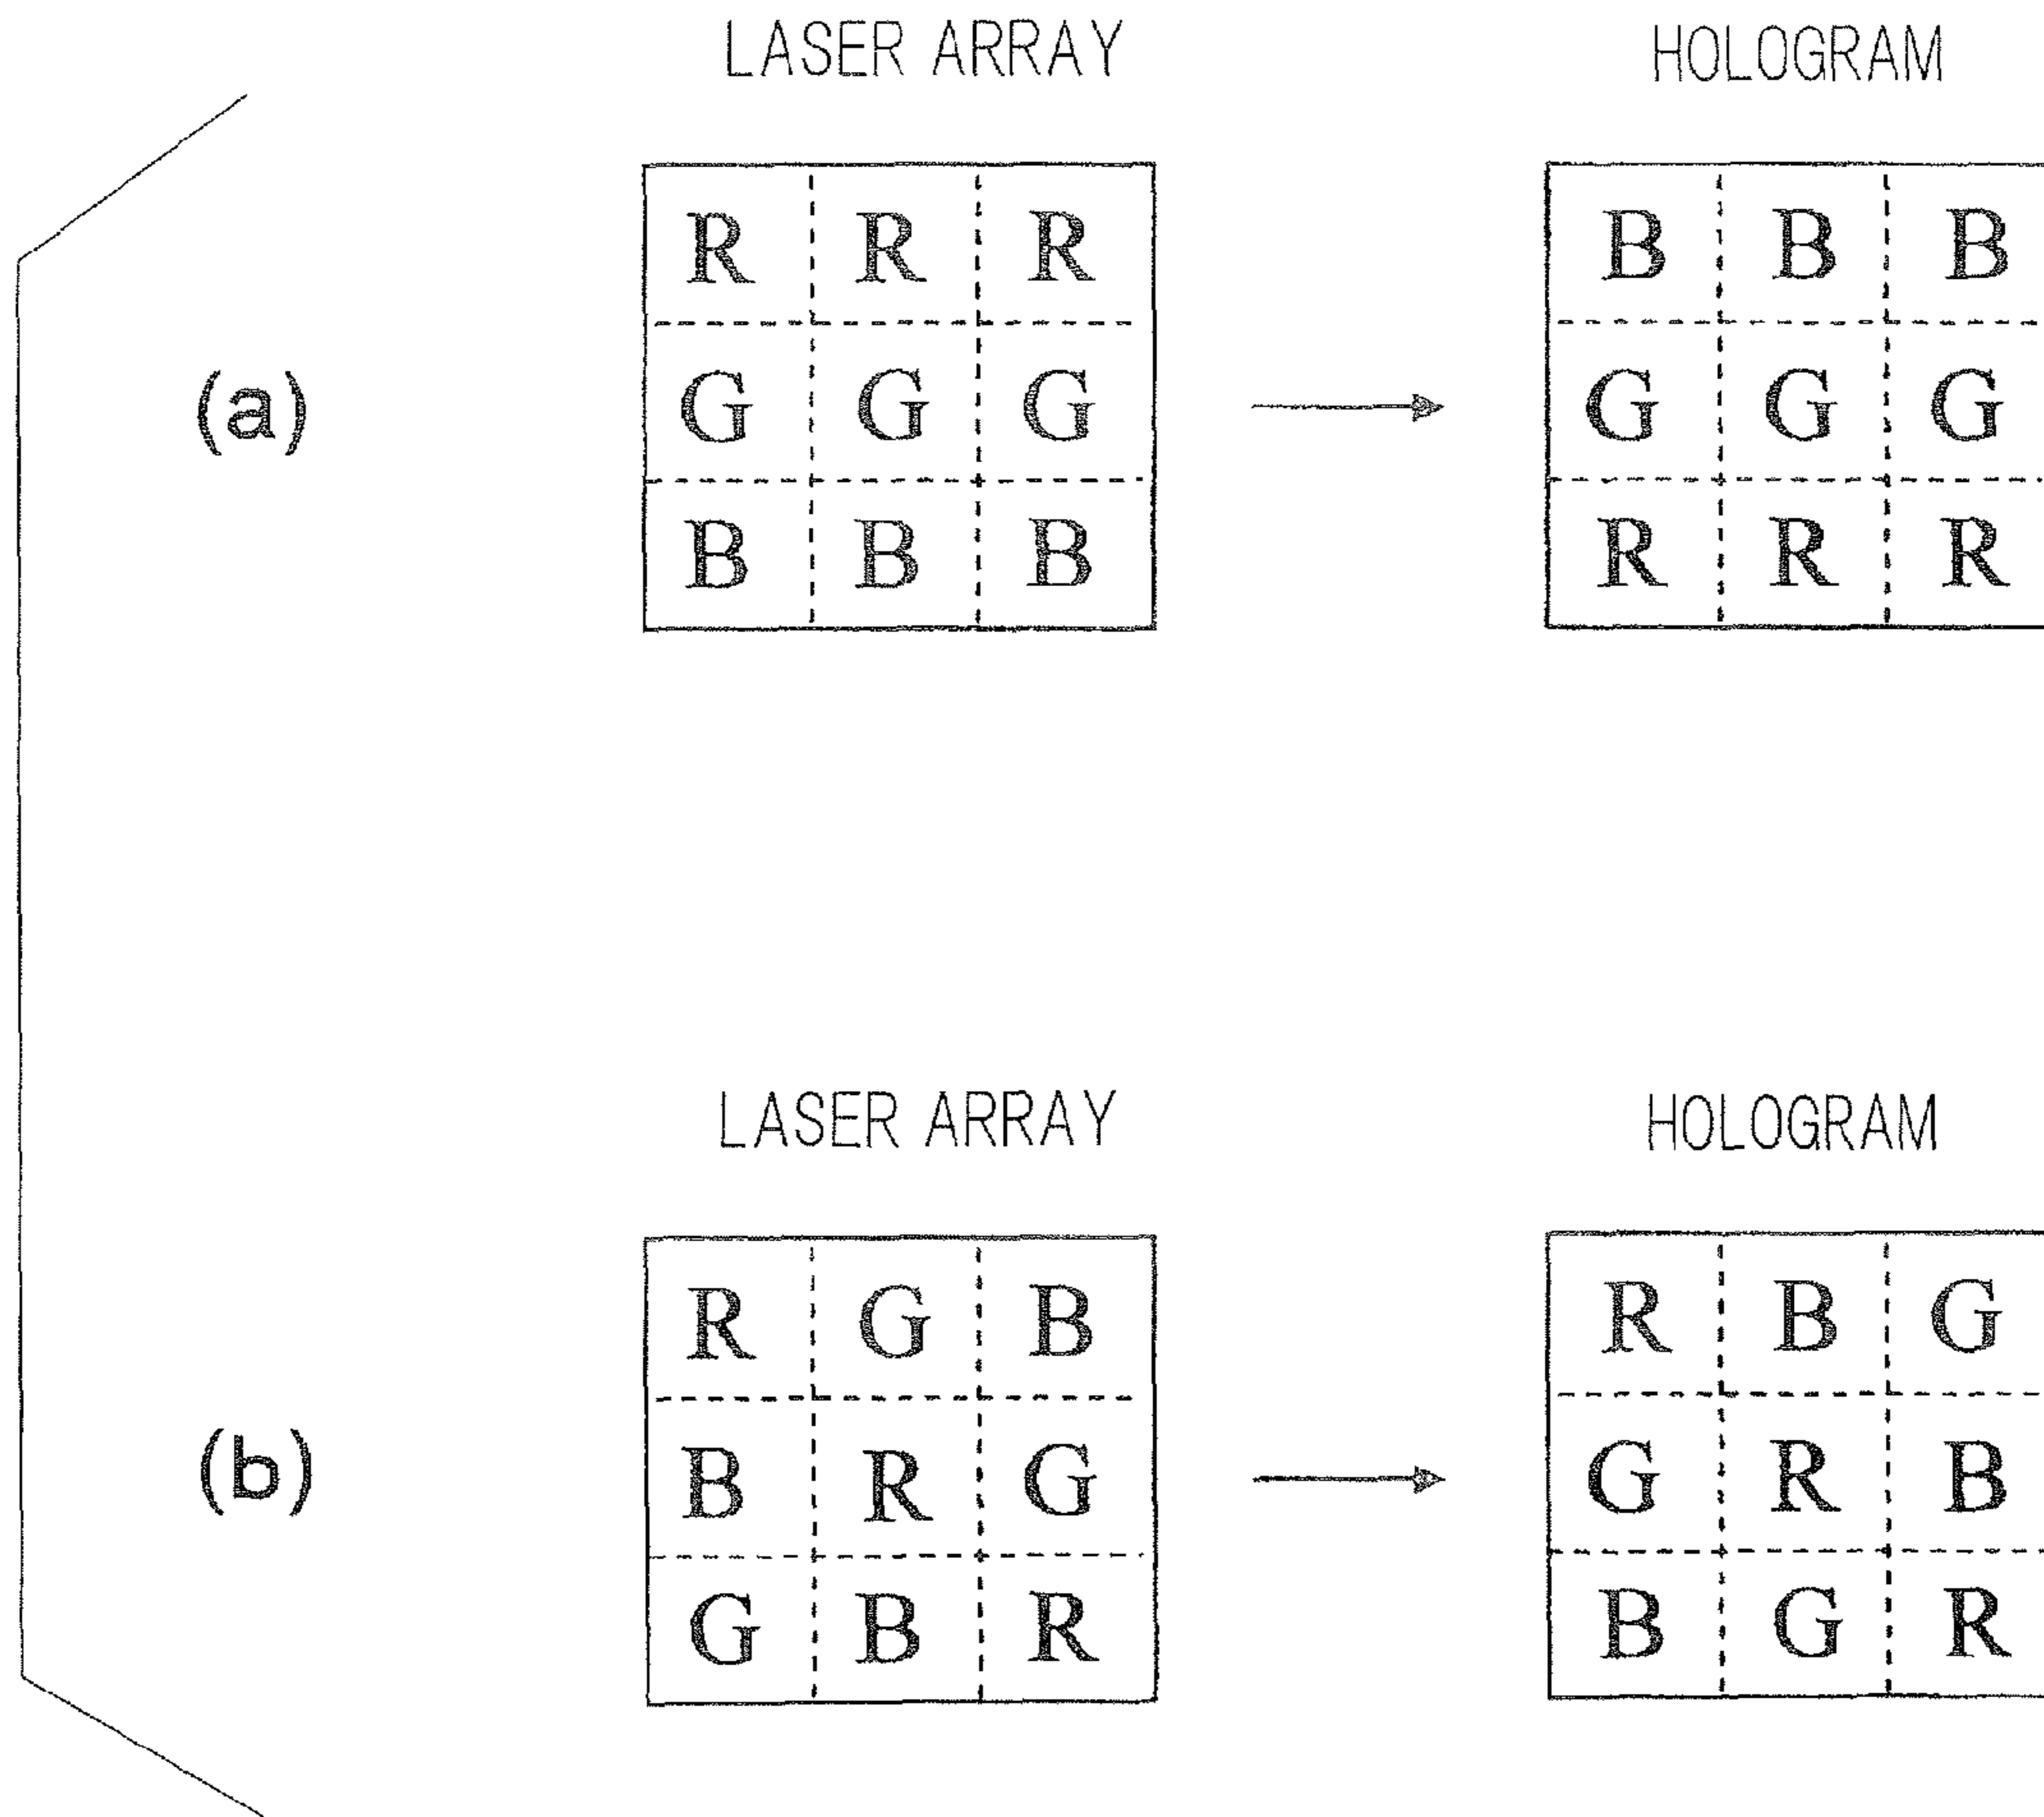 LASER ARRAY HOLOGRAM
R R R B B B
(a) G G G G G G
B B B R R R
LASER ARRAY HOLOGRAM
R G B R B G
(b) B R G G R B
G B R B G R